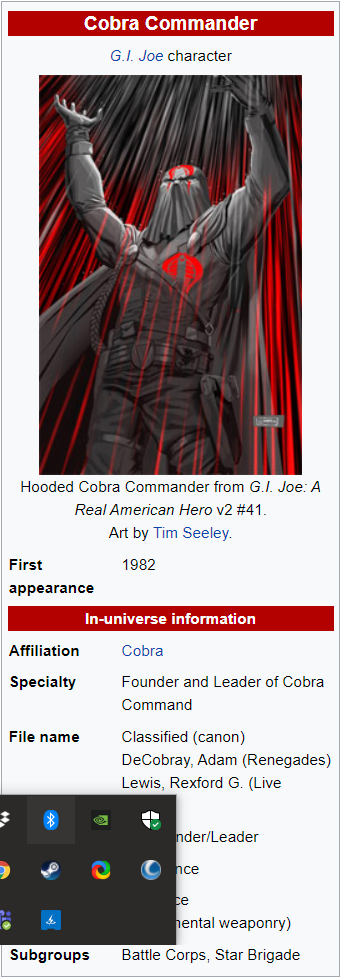 Cobra Commander
G.I. Joe character
Hooded Cobra Commander from G.I. Joe: A
Real American Hero v2 #41.
Art by Tim Seeley.
First
appearance
1982
In-universe information
Affiliation
Cobra
Specialty
Founder and Leader of Cobra
Command
File name
Classified (canon)
DeCobray, Adam (Renegades)
Lewis, Rexford G. (Live
nder/Leader
nce
ce
mental weaponry)
Subgroups
Battle Corps, Star Brigade